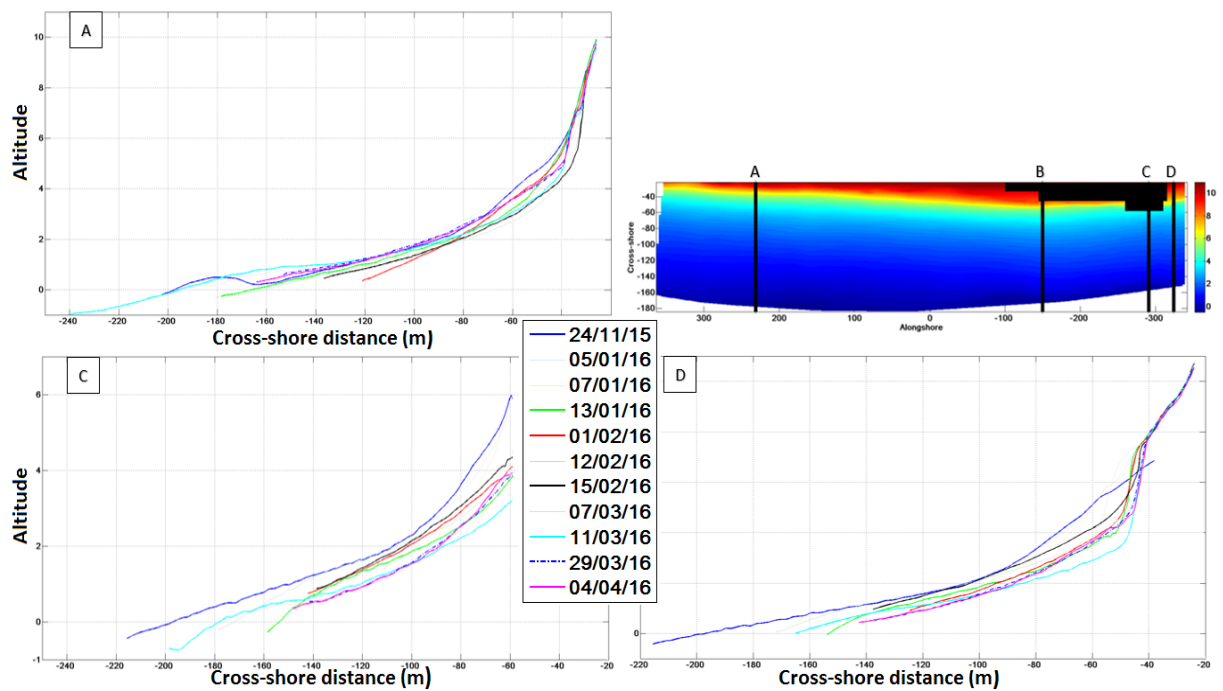 A
Altitude
10
8
6
4
2
0
-240 -220 -200 -180 -160 -140 -120 -100 -80 -60 -40 -20
Cross-shore distance (m)
A B C D
Cross-shore
-40
-60
-80
-100
-120
-140
-160
-180
300 200 100 0 -100 -200 -300
Alongshore
10
8
6
4
2
0
24/11/15
05/01/16
07/01/16
13/01/16
01/02/16
12/02/16
15/02/16
07/03/16
11/03/16
29/03/16
04/04/16
C
Altitude
6
4
2
0
-1
-240 -220 -200 -180 -160 -140 -120 -100 -80 -60
Cross-shore distance (m)
D
0
-220 -200 -180 -160 -140 -120 -100 -80 -60 -40 -20
Cross-shore distance (m)